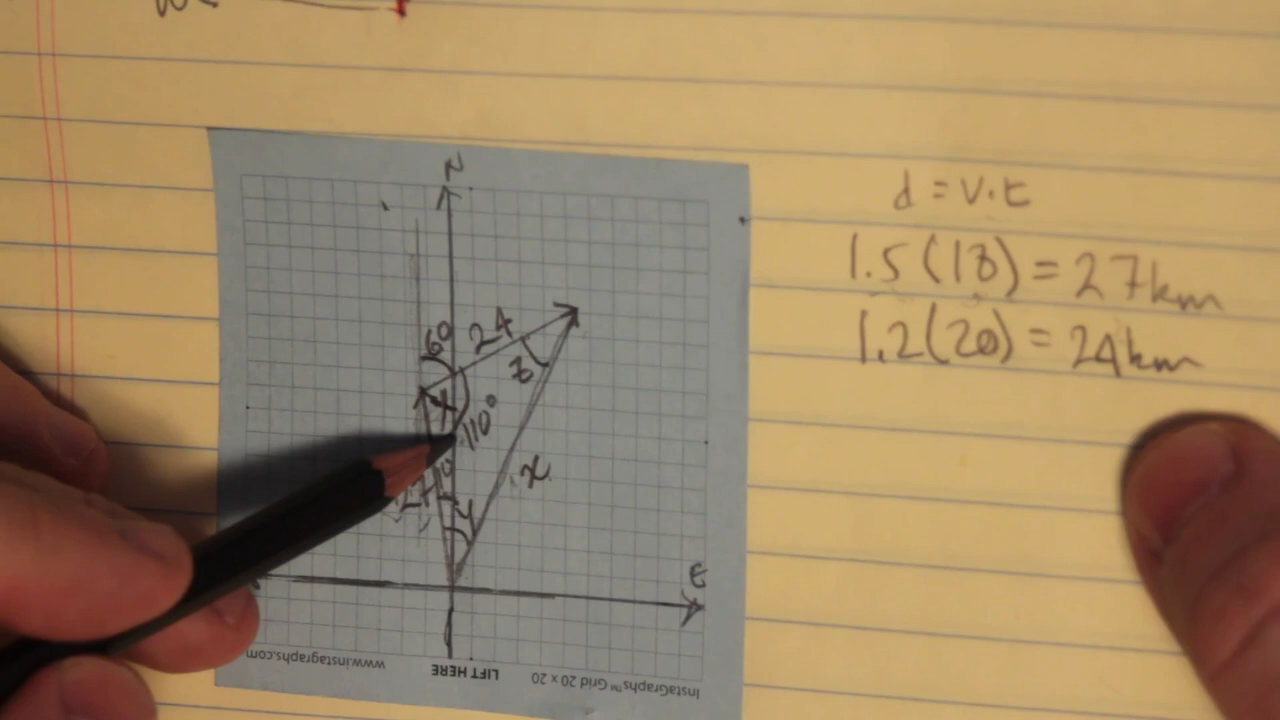 N
60
24
z
110°
x
10
y
E
d = v·t
1.5(18) = 27km
1.2(20) = 24km
LIFT HERE
www.instagraphs.com
InstaGraphs™ Grid 20 x 20